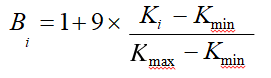 B_i = 1+9× (K_i − K_min) / (K_max − K_min)